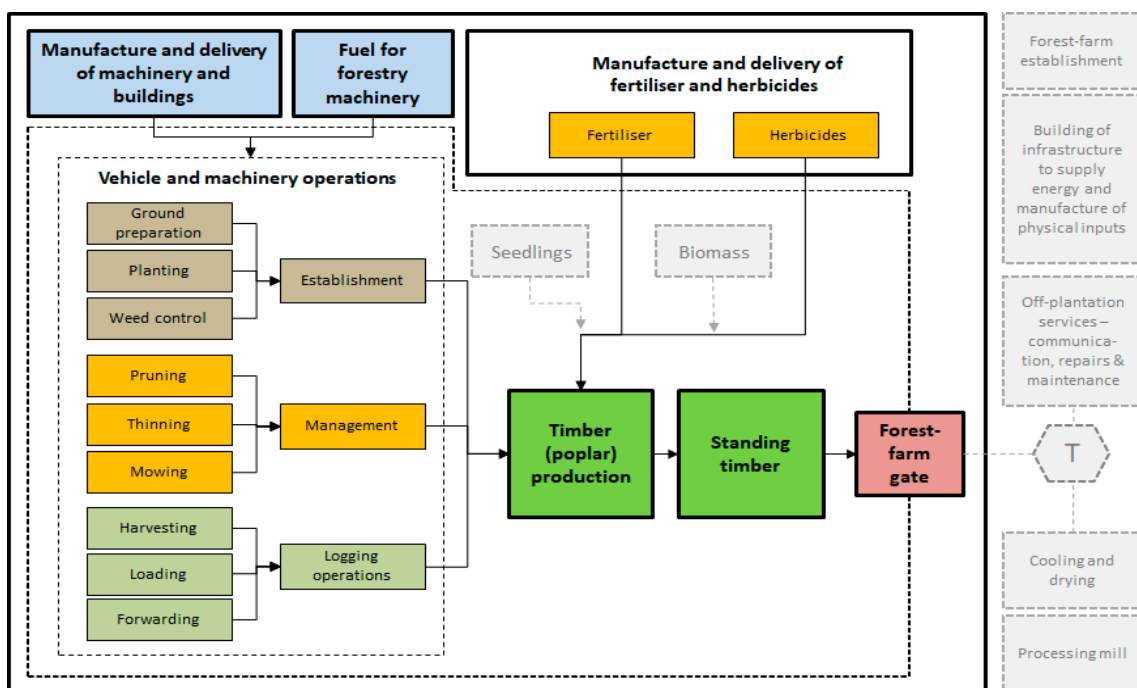 Manufacture and delivery
of machinery and
buildings
Fuel for
forestry
machinery
Manufacture and delivery of
fertiliser and herbicides
Fertiliser
Herbicides
Vehicle and machinery operations
Ground
preparation
Planting
Weed control
Establishment
Pruning
Thinning
Mowing
Management
Harvesting
Loading
Forwarding
Logging
operations
Seedlings
Biomass
Timber
(poplar)
production
Standing
timber
Forest-
farm
gate
Forest-farm
establishment
Building of
infrastructure
to supply
energy and
manufacture of
physical inputs
Off-plantation
services –
communica-
tion, repairs &
maintenance
T
Cooling and
drying
Processing mill